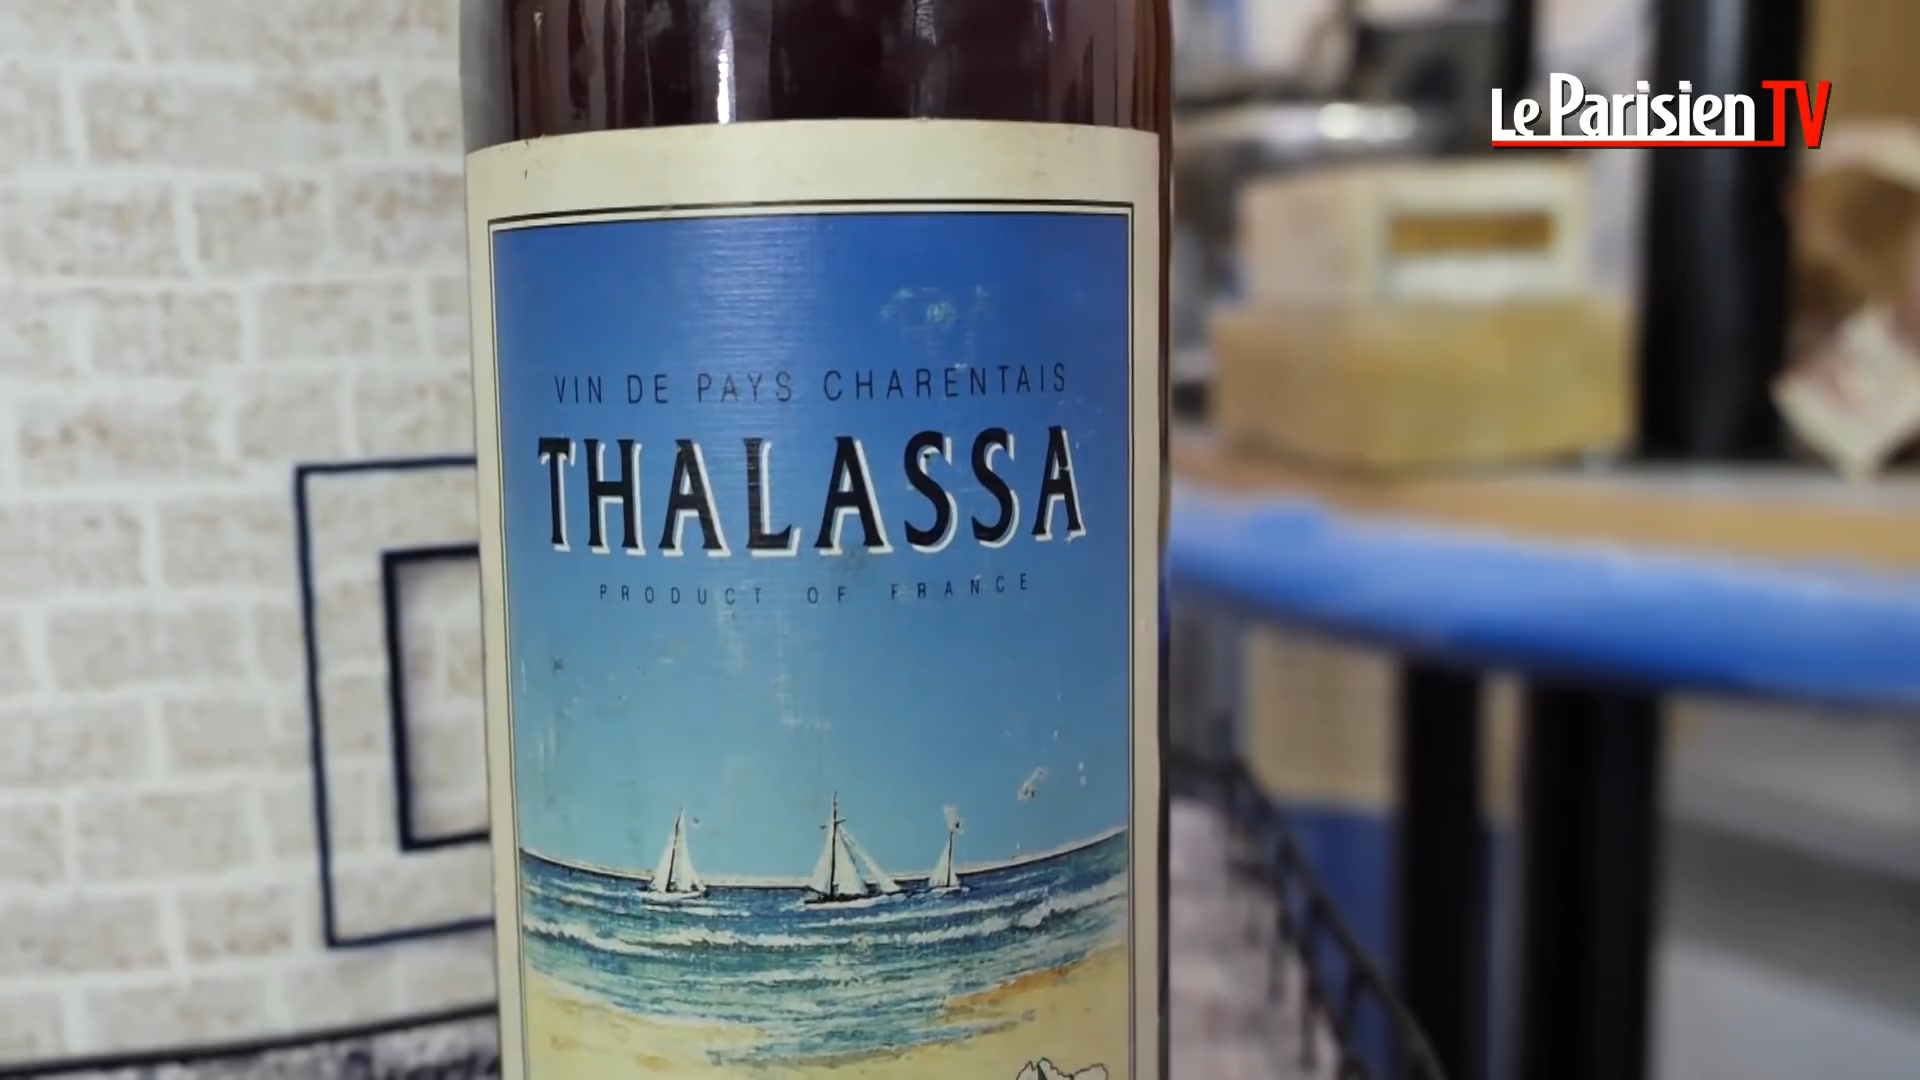 Le Parisien TV
VIN DE PAYS CHARENTAIS
THALASSA
PRODUCT OF FRANCE